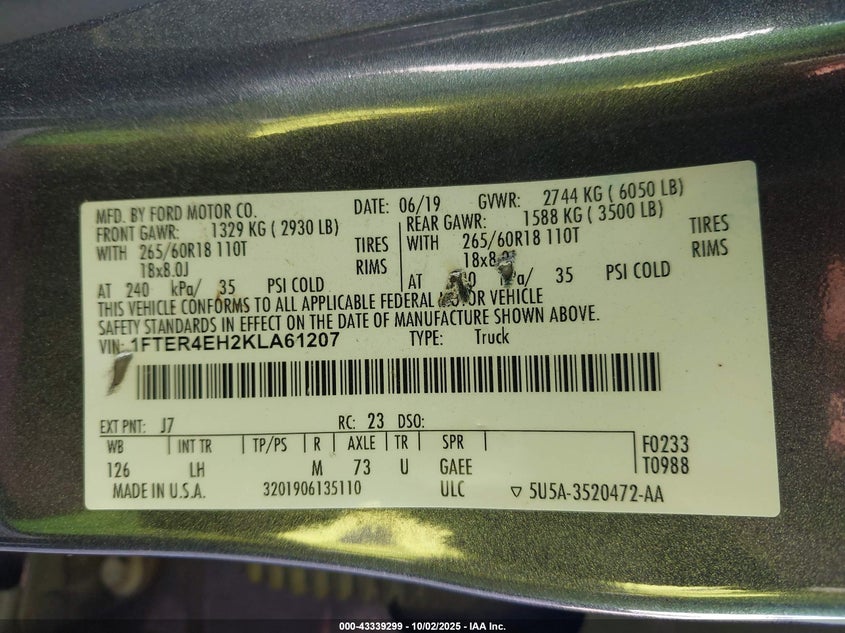 MFD. BY FORD MOTOR CO. DATE: 06/19 GVWR: 2744 KG ( 6050 LB)
FRONT GAWR: 1329 KG ( 2930 LB) REAR GAWR: 1588 KG ( 3500 LB)
WITH 265/60R18 110T TIRES WITH 265/60R18 110T TIRES
18x8.0J RIMS 18x8. RIMS
AT 240 kPa/ 35 PSI COLD AT kPa/ 35 PSI COLD
THIS VEHICLE CONFORMS TO ALL APPLICABLE FEDERAL MOTOR VEHICLE
SAFETY STANDARDS IN EFFECT ON THE DATE OF MANUFACTURE SHOWN ABOVE.
VIN: 1FTER4EH2KLA61207 TYPE: Truck
EXT PNT: J7 RC: 23 DSO:
WB INT TR TP/PS R AXLE TR SPR F0233
126 LH M 73 U GAEE T0988
MADE IN U.S.A. 3201906135110 ULC ▽ 5U5A-3520472-AA
000-43339299 - 10/02/2025 - IAA Inc.